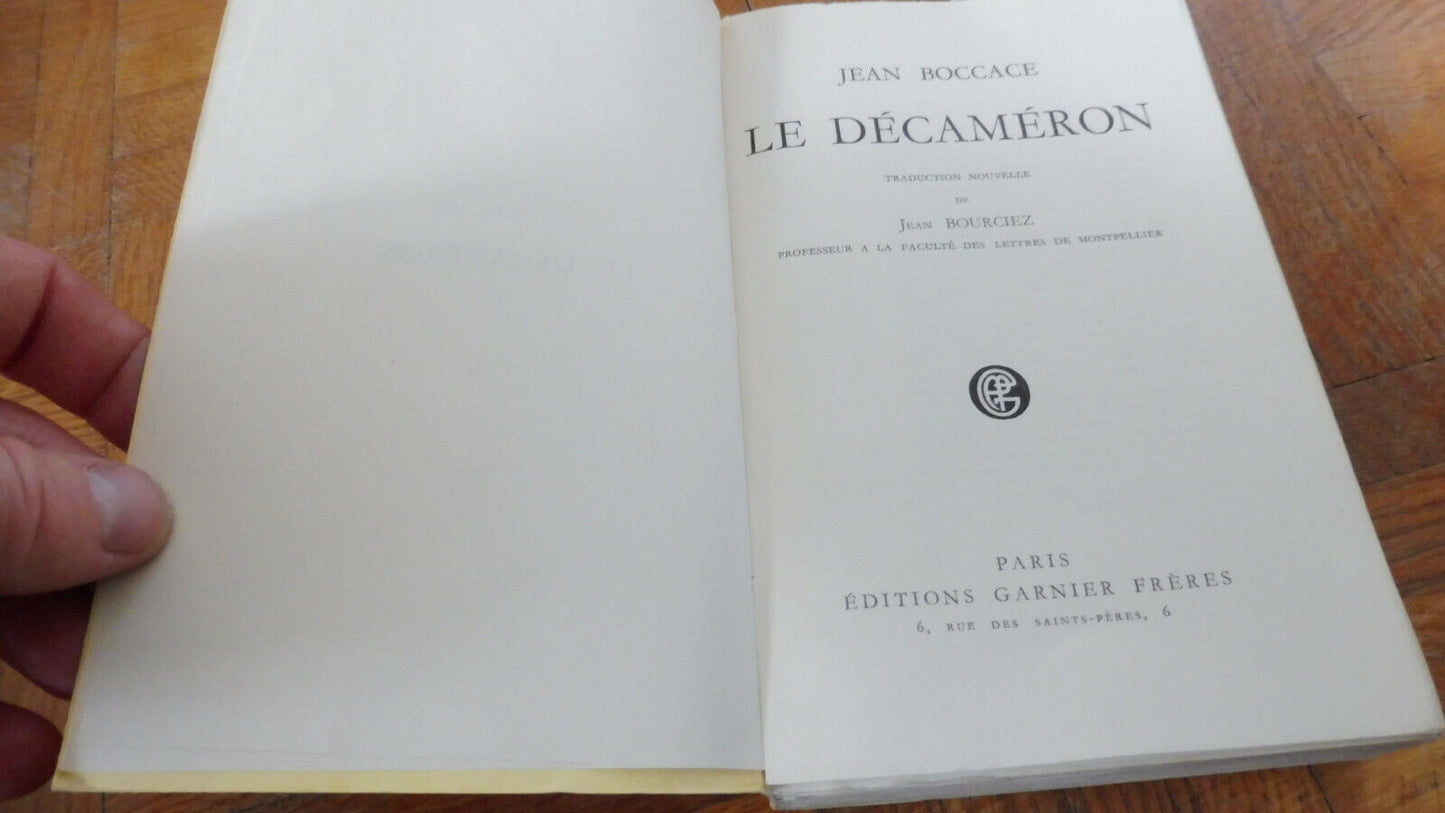 JEAN BOCCACE
LE DÉCAMÉRON
TRADUCTION NOUVELLE
DE
JEAN BOURCIEZ
PROFESSEUR A LA FACULTÉ DES LETTRES DE MONTPELLIER
PARIS
ÉDITIONS GARNIER FRÈRES
6, RUE DES SAINTS-PÈRES, 6